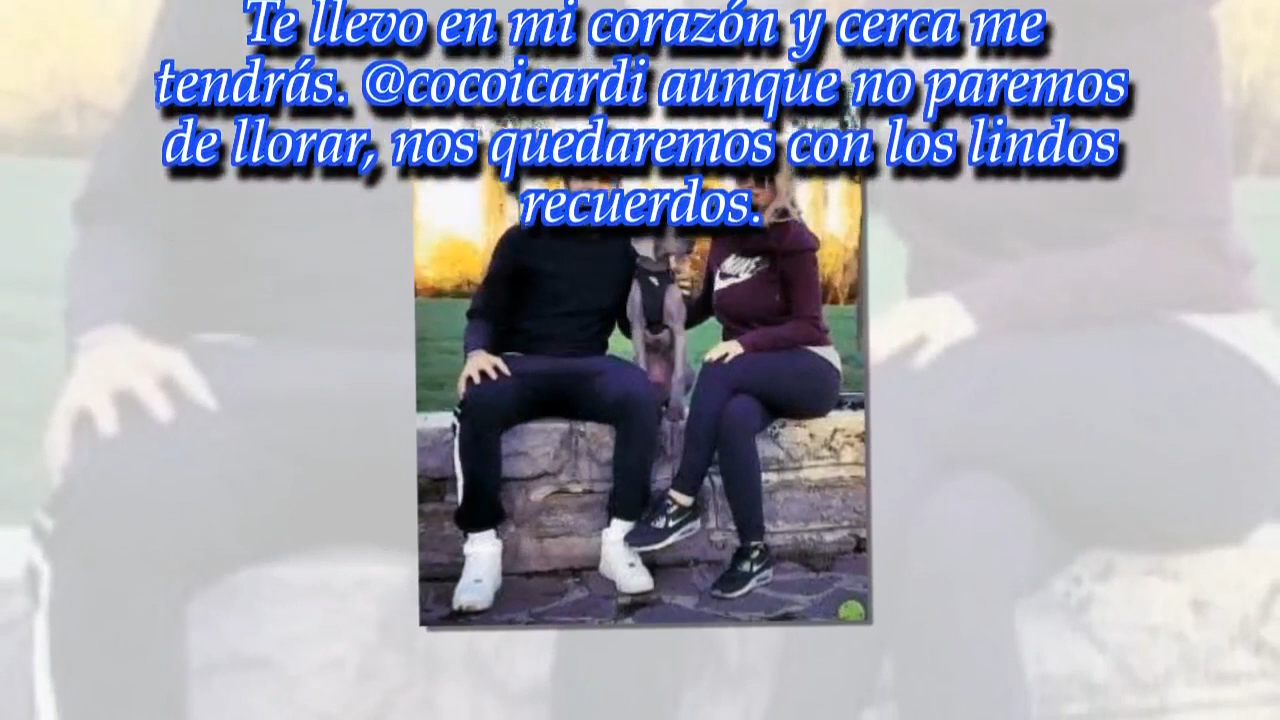 Te llevo en mi corazón y cerca me
tendrás. @cocoicardi aunque no paremos
de llorar, nos quedaremos con los lindos
recuerdos.
NIKE